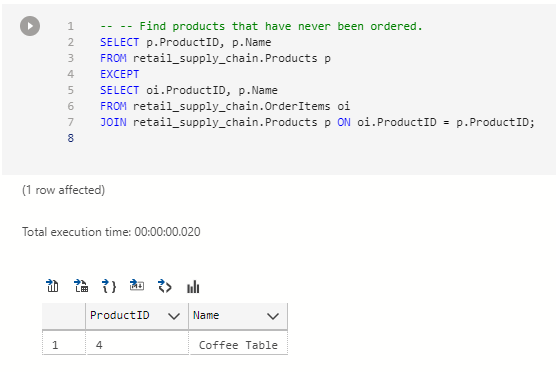 1 -- -- Find products that have never been ordered.
2 SELECT p.ProductID, p.Name
3 FROM retail_supply_chain.Products p
4 EXCEPT
5 SELECT oi.ProductID, p.Name
6 FROM retail_supply_chain.OrderItems oi
7 JOIN retail_supply_chain.Products p ON oi.ProductID = p.ProductID;
8
(1 row affected)
Total execution time: 00:00:00.020
ProductID Name
1 4 Coffee Table